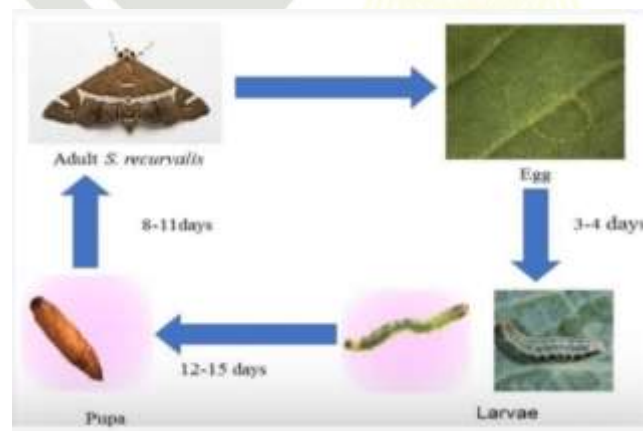 Adult S. recurvalis
Egg
8-11days
3-4 days
12-15 days
Pupa
Larvae